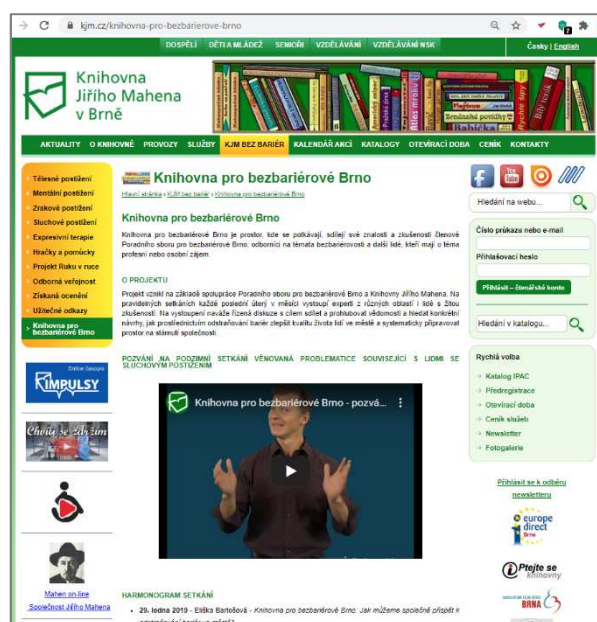 kjm.cz/knihovna-pro-bezbarierove-brno
DOSPĚLÍ DĚTI A MLÁDEŽ SENIOŘI VZDĚLÁVÁNÍ VZDĚLÁVÁNÍ NSK
Česky | English
Knihovna
Jiřího Mahena
v Brně
AKTUALITY O KNIHOVNĚ PROVOZY SLUŽBY KJM BEZ BARIÉR KALENDÁŘ AKCÍ KATALOGY OTEVÍRACÍ DOBA CENÍK KONTAKTY
Tělesné postižení
Mentální postižení
Zrakové postižení
Sluchové postižení
Expresivní terapie
Hračky a pomůcky
Projekt Ruku v ruce
Odborná veřejnost
Získaná ocenění
Užitečné odkazy
Knihovna pro
bezbariérové Brno
Online časopis
IMPULSY
Chvilky se zdržím
Mahen on-line
Společnost Jiřího Mahena
Knihovna pro bezbariérové Brno
Hlavní stránka › KJM bez bariér › Knihovna pro bezbariérové Brno
Knihovna pro bezbariérové Brno
Knihovna pro bezbariérové Brno je prostor, kde se potkávají, sdílejí své znalosti a zkušenosti členové
Poradního sboru pro bezbariérové Brno, odborníci na témata bezbariérovosti a další lidé, kteří mají o téma
profesní nebo osobní zájem.
O PROJEKTU
Projekt vznikl na základě spolupráce Poradního sboru pro bezbariérové Brno a Knihovny Jiřího Mahena. Na
pravidelných setkáních každé poslední úterý v měsíci vystoupí experti z různých oblastí i lidé s žitou
zkušeností. Na vystoupení naváže řízená diskuze s cílem sdílet a prohlubovat vědomosti a hledat konkrétní
návrhy, jak prostřednictvím odstraňování bariér zlepšit kvalitu života lidí ve městě a systematicky připravovat
prostor na stárnutí společnosti.
POZVÁNÍ NA PODZIMNÍ SETKÁNÍ VĚNOVANÁ PROBLEMATICE SOUVISEJÍCÍ S LIDMI SE
SLUCHOVÝM POSTIŽENÍM
Knihovna pro bezbariérové Brno - pozvá...
HARMONOGRAM SETKÁNÍ
29. ledna 2019 - Eliška Bartošová - Knihovna pro bezbariérové Brno: Jak můžeme společně přispět k
You Tube
Hledání na webu...
Číslo průkazu nebo e-mail
Přihlašovací heslo
Přihlásit – čtenářské konto
Hledání v katalogu...
Rychlá volba
Katalog IPAC
Předregistrace
Otevírací doba
Ceník služeb
Newsletter
Fotogalerie
Přihlásit se k odběru
newsletteru
europe
direct
Brno
Ptejte se
knihovny
BRNA